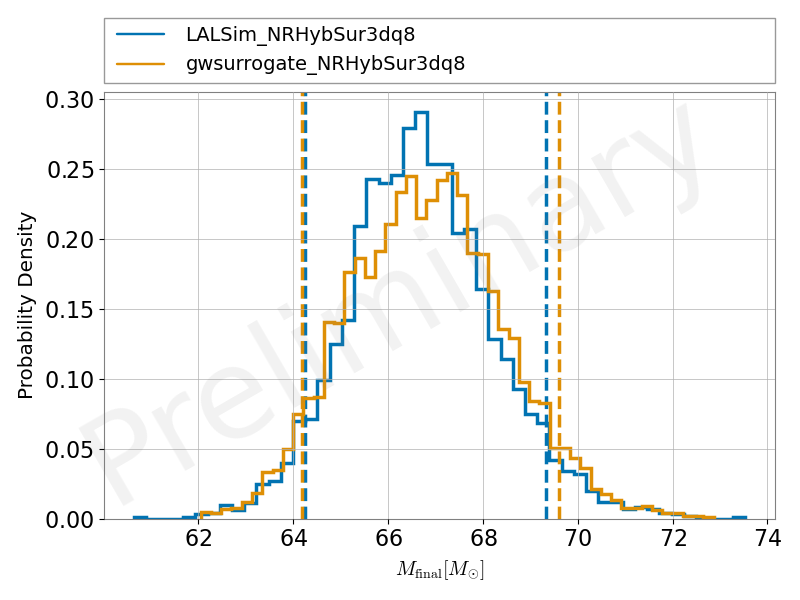 LALSim_NRHybSur3dq8
gwsurrogate_NRHybSur3dq8
0.30
0.25
0.20
0.15
0.10
0.05
0.00
Probability Density
Preliminary
62 64 66 68 70 72 74
M_final[M_⊙]